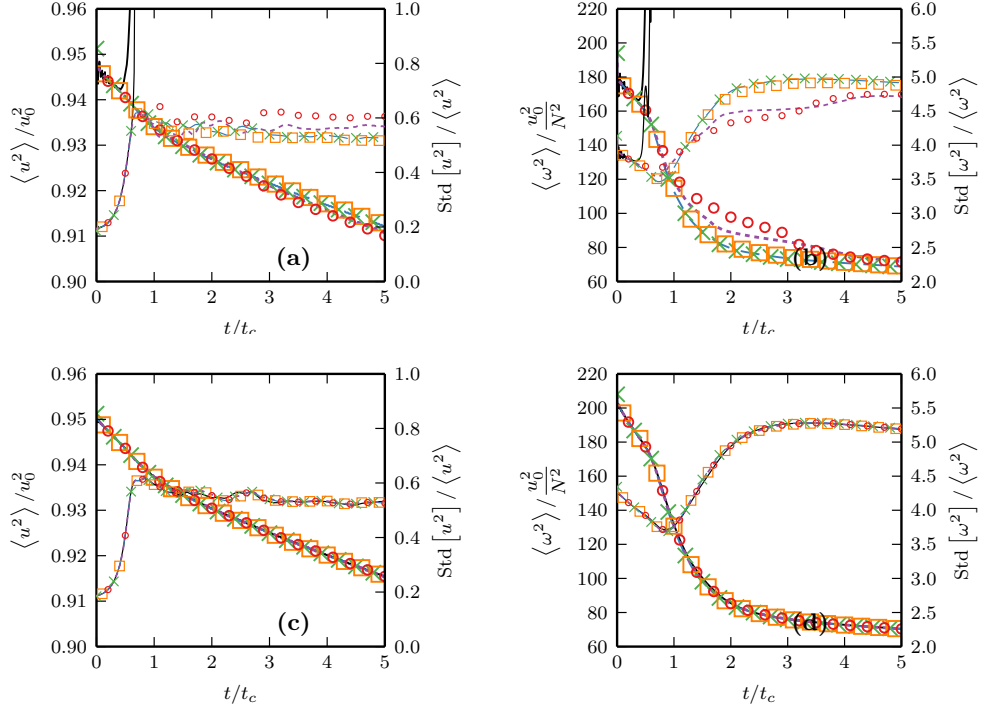 0.96 0.95 0.94 0.93 0.92 0.91 0.90
⟨u²⟩/u₀²
1.0 0.8 0.6 0.4 0.2 0.0
Std [u²] / ⟨u²⟩
(a)
0 1 2 3 4 5
t/t_c
220 200 180 160 140 120 100 80 60
⟨ω²⟩ / u₀²/N²
6.0 5.5 5.0 4.5 4.0 3.5 3.0 2.5 2.0
Std [ω²] / ⟨ω²⟩
(b)
0 1 2 3 4 5
t/t_c
0.96 0.95 0.94 0.93 0.92 0.91 0.90
⟨u²⟩/u₀²
1.0 0.8 0.6 0.4 0.2 0.0
Std [u²] / ⟨u²⟩
(c)
0 1 2 3 4 5
t/t_c
220 200 180 160 140 120 100 80 60
⟨ω²⟩ / u₀²/N²
6.0 5.5 5.0 4.5 4.0 3.5 3.0 2.5 2.0
Std [ω²] / ⟨ω²⟩
(d)
0 1 2 3 4 5
t/t_c